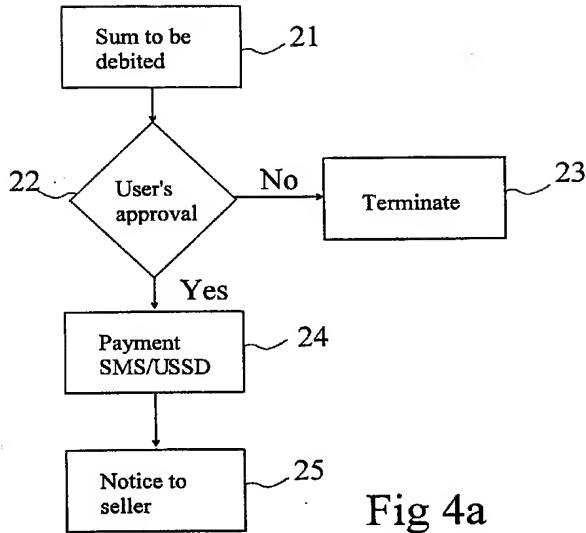 Sum to be
debited
21
22
User's
approval
No
Terminate
23
Yes
Payment
SMS/USSD
24
Notice to
seller
25
Fig 4a